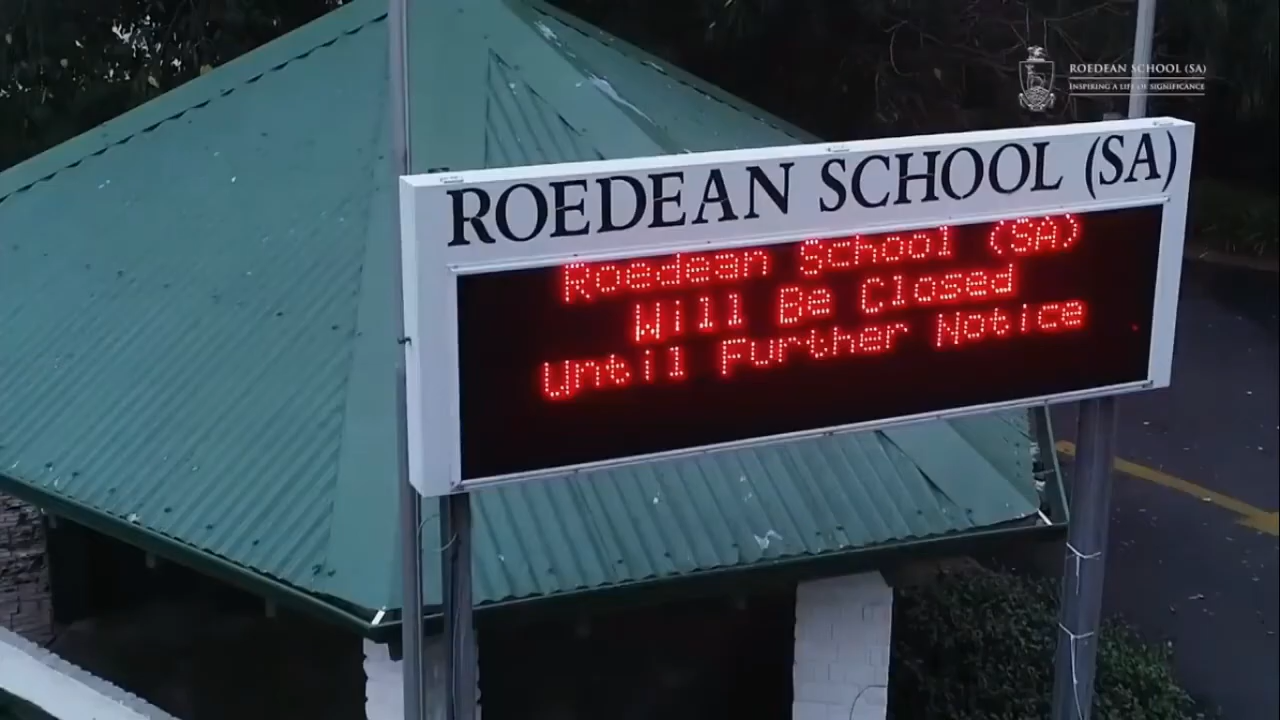 ROEDEAN SCHOOL (SA)
INSPIRING A LIFE OF SIGNIFICANCE
ROEDEAN SCHOOL (SA)
Roedean School (SA)
Will Be Closed
Until Further Notice